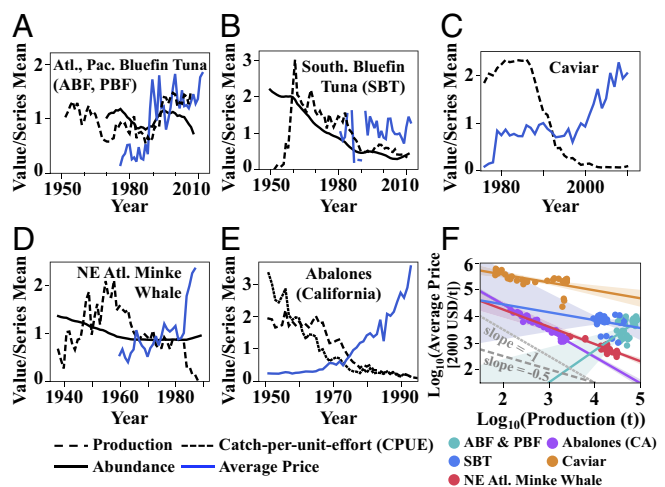 A
Atl., Pac. Bluefin Tuna
(ABF, PBF)
Value/Series Mean
2
1
0
1950
1980
2010
Year
B
South. Bluefin
Tuna (SBT)
Value/Series Mean
3
2
1
0
1950
1980
2010
Year
C
Caviar
Value/Series Mean
2
1
0
1980
2000
Year
D
NE Atl. Minke
Whale
Value/Series Mean
2
1
0
1940
1960
1980
Year
E
Abalones
(California)
Value/Series Mean
3
2
1
0
1950
1970
1990
Year
F
Log10(Average Price
[2000 USD/t])
6
5
4
3
2
slope = -1
slope = -0.5
2
3
4
5
Log10(Production (t))
Production
Catch-per-unit-effort (CPUE)
Abundance
Average Price
ABF & PBF
Abalones (CA)
SBT
Caviar
NE Atl. Minke Whale